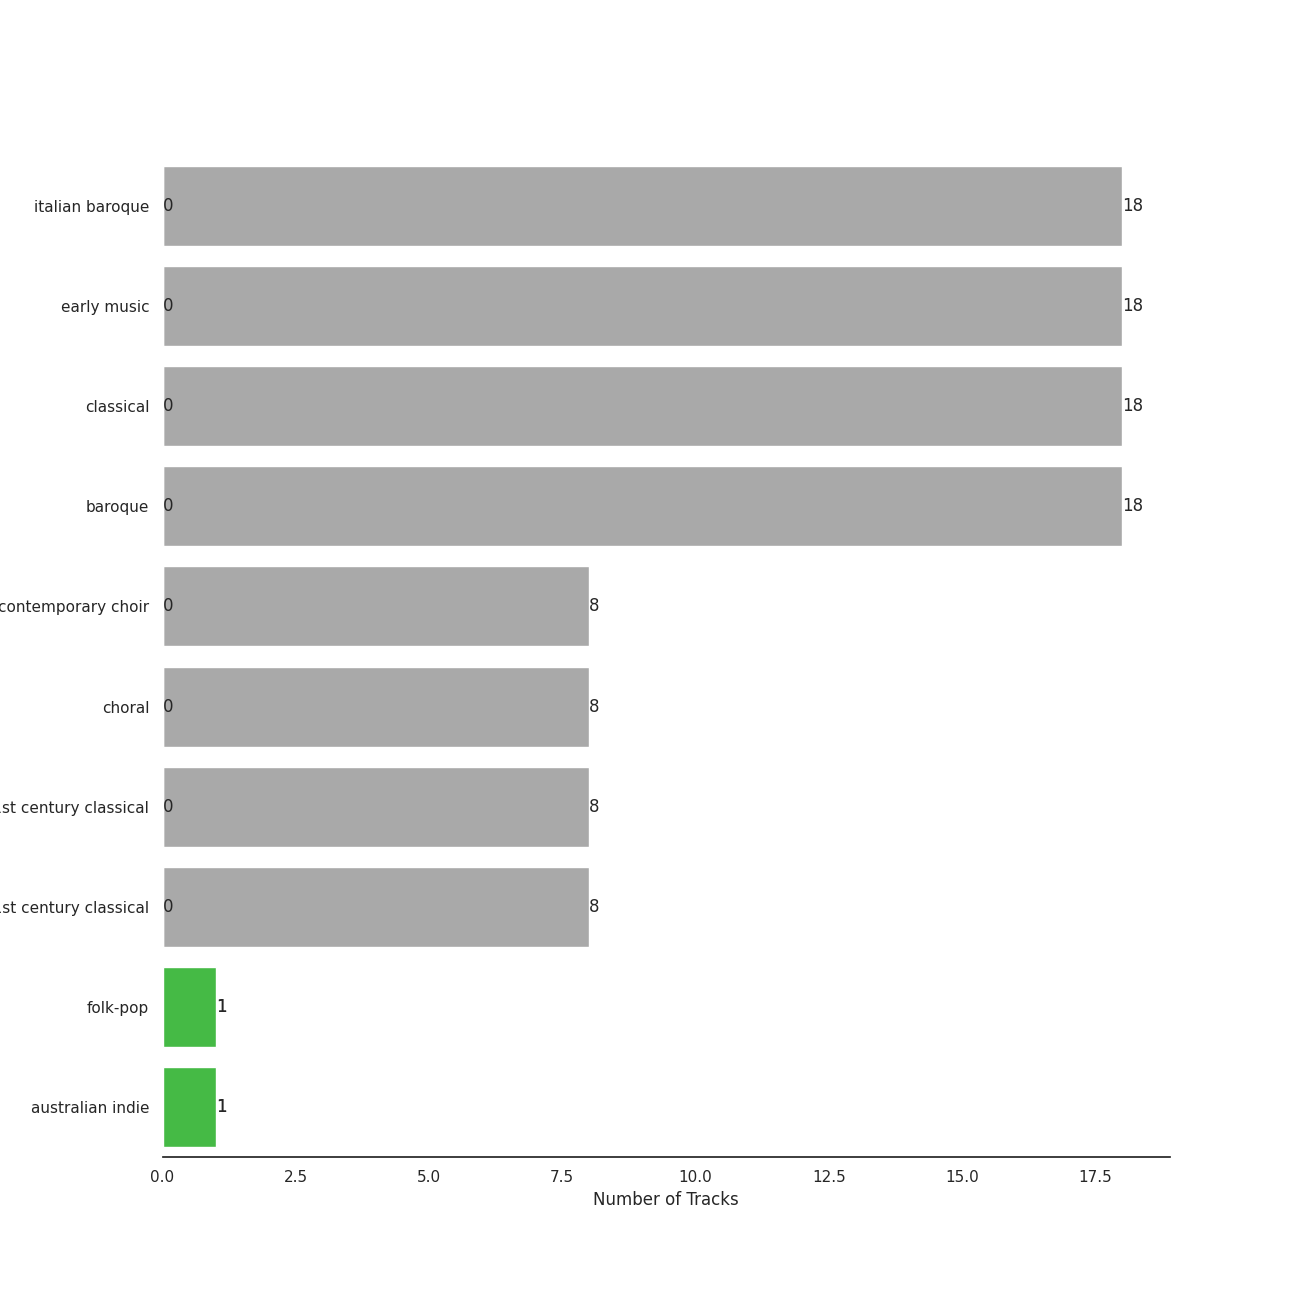 italian baroque 0 18
early music 0 18
classical 0 18
baroque 0 18
contemporary choir 0 8
choral 0 8
st century classical 0 8
st century classical 0 8
folk-pop 1
australian indie 1
0.0 2.5 5.0 7.5 10.0 12.5 15.0 17.5
Number of Tracks